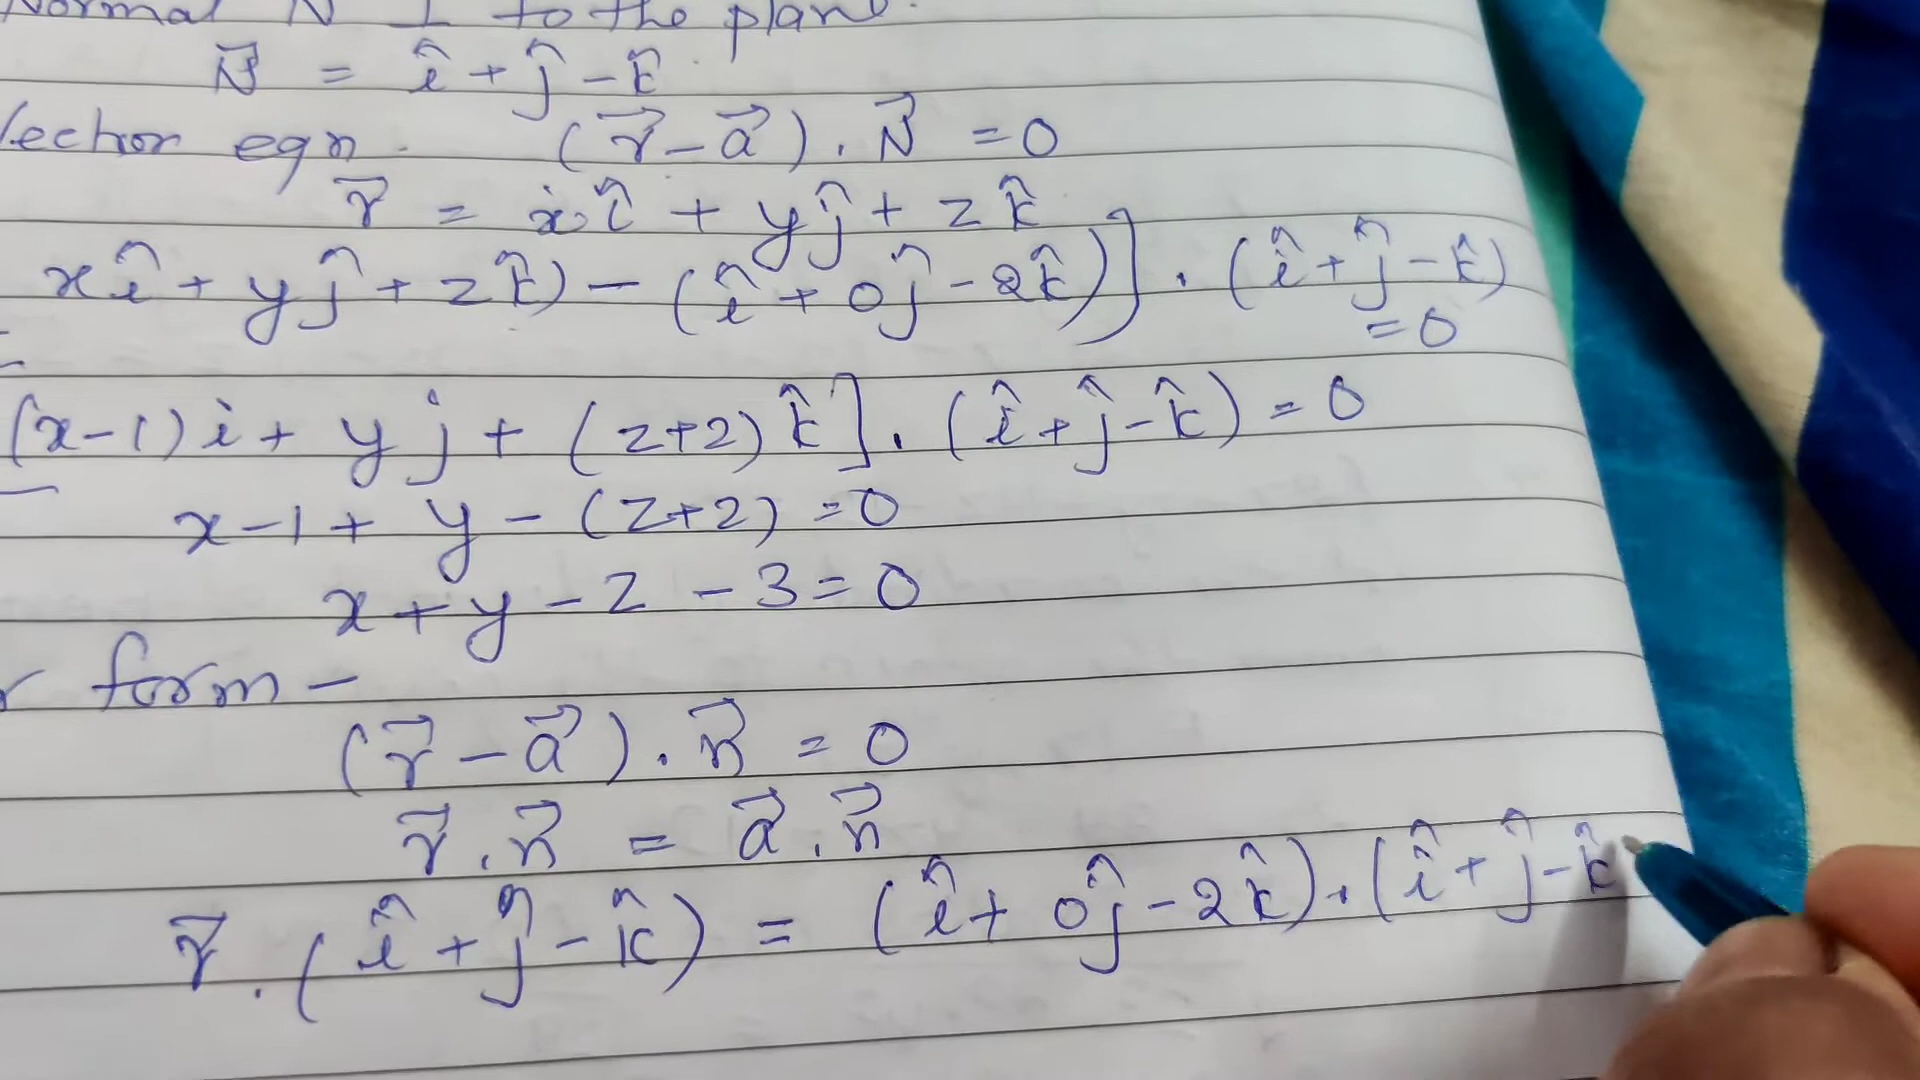 Normal N ⊥ to the plane.
N⃗ = î + ĵ - k̂
Vector eqn. (r⃗ - a⃗) . N⃗ = 0
r⃗ = xî + yĵ + zk̂
xî + yĵ + zk̂) - (î + 0ĵ - 2k̂)] . (î + ĵ - k̂)
= 0
(x-1)i + yj + (z+2)k̂] . (î + ĵ - k̂) = 0
x - 1 + y - (z+2) = 0
x + y - z - 3 = 0
r form -
(r⃗ - a⃗) . n⃗ = 0
r⃗ . n⃗ = a⃗ . n⃗
r⃗ . (î + ĵ - k̂) = (î + 0ĵ - 2k̂) . (î + ĵ - k̂